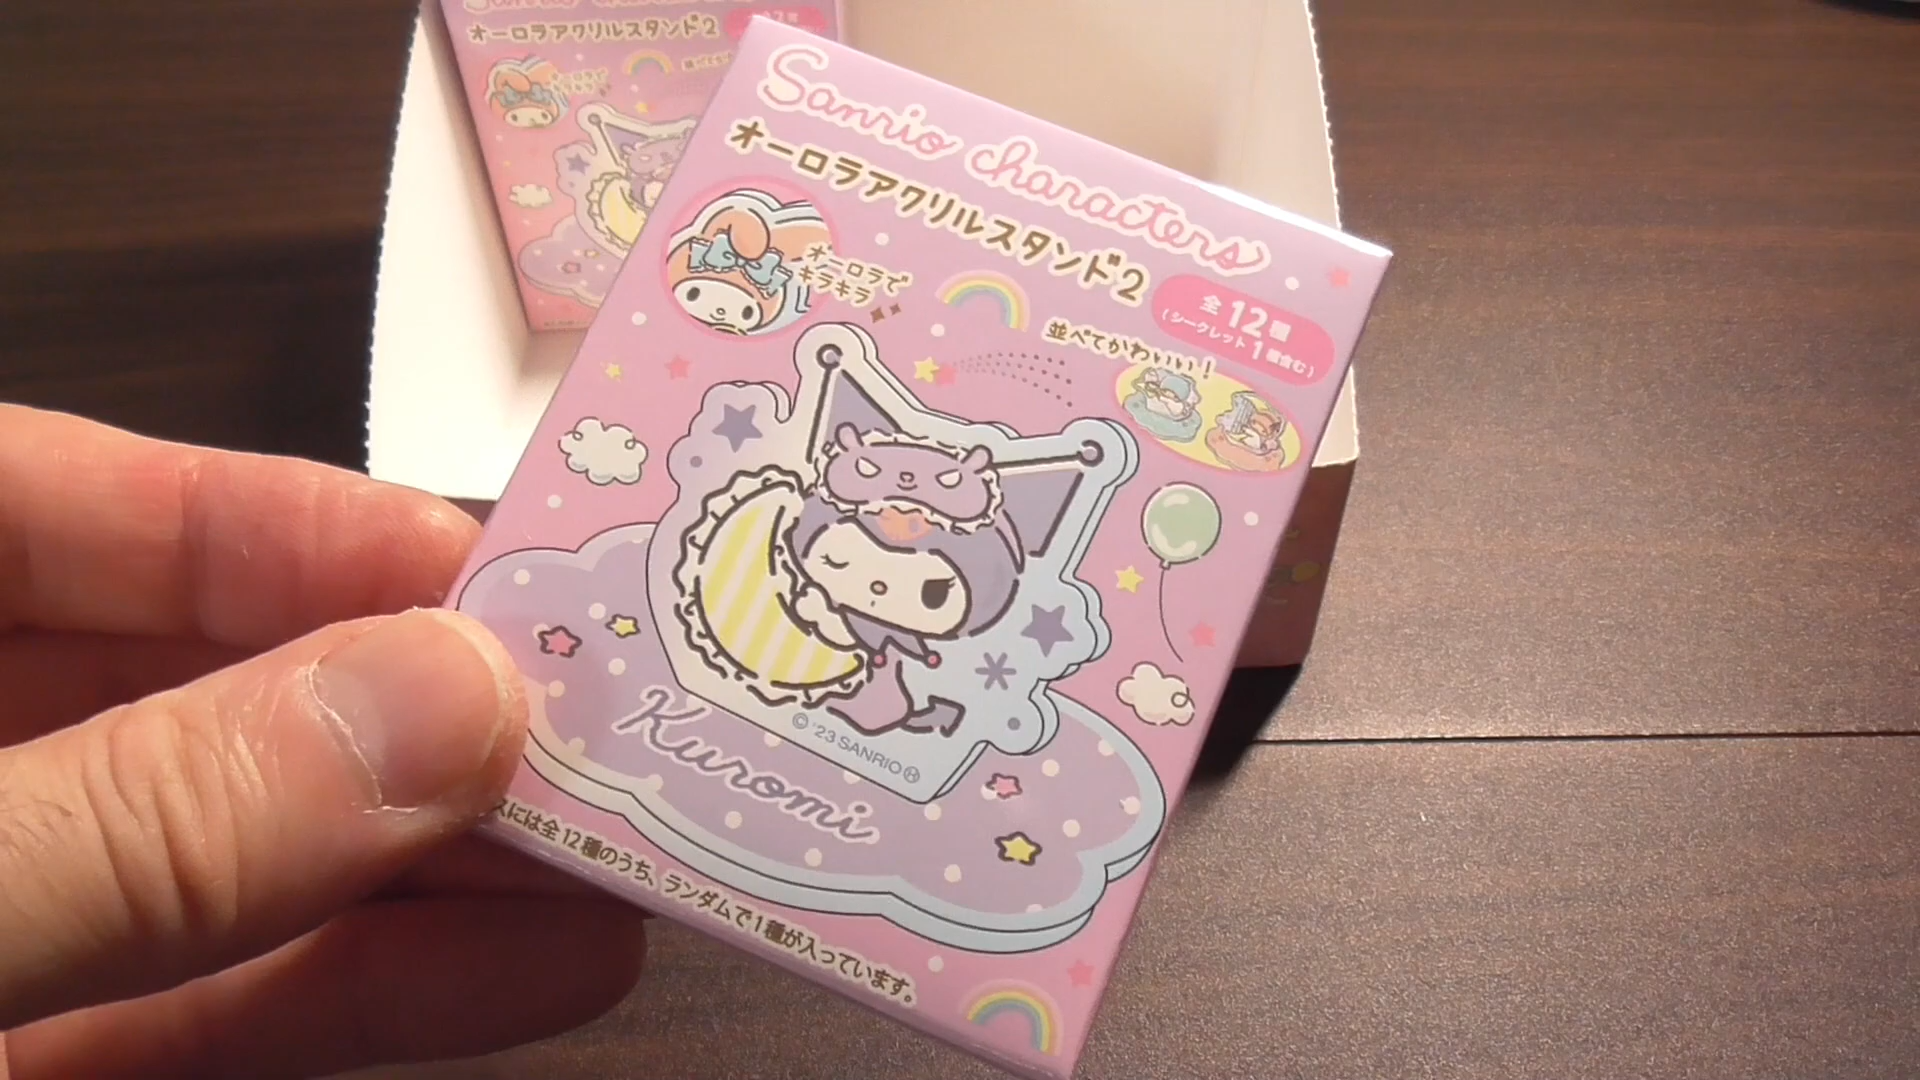 オーロラアクリルスタンド2
Sanrio characters
オーロラアクリルスタンド2
オーロラで
キラキラ
全12種
(シークレット1種含む)
並べてかわいい!
© '23 SANRIO Ⓗ
Kuromi
スには全12種のうち、ランダムで1種が入っています。